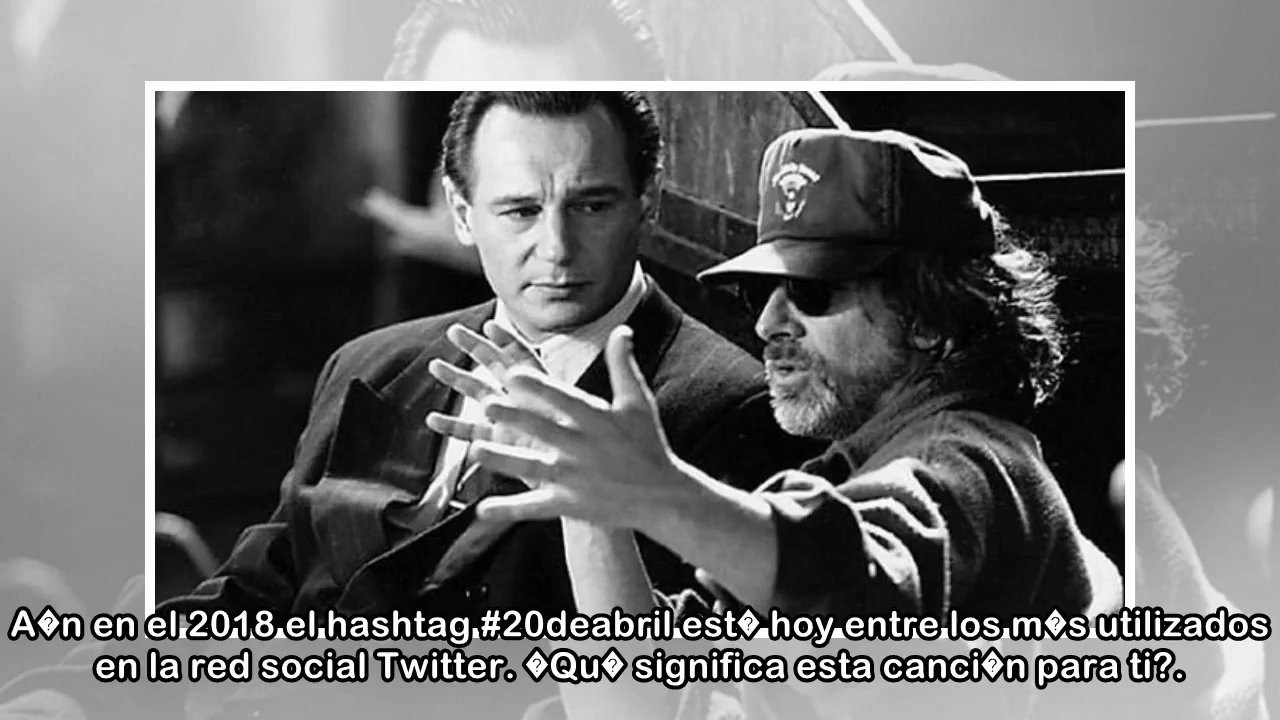 A�n en el 2018 el hashtag #20deabril est� hoy entre los m�s utilizados
en la red social Twitter. �Qu� significa esta canci�n para ti?.